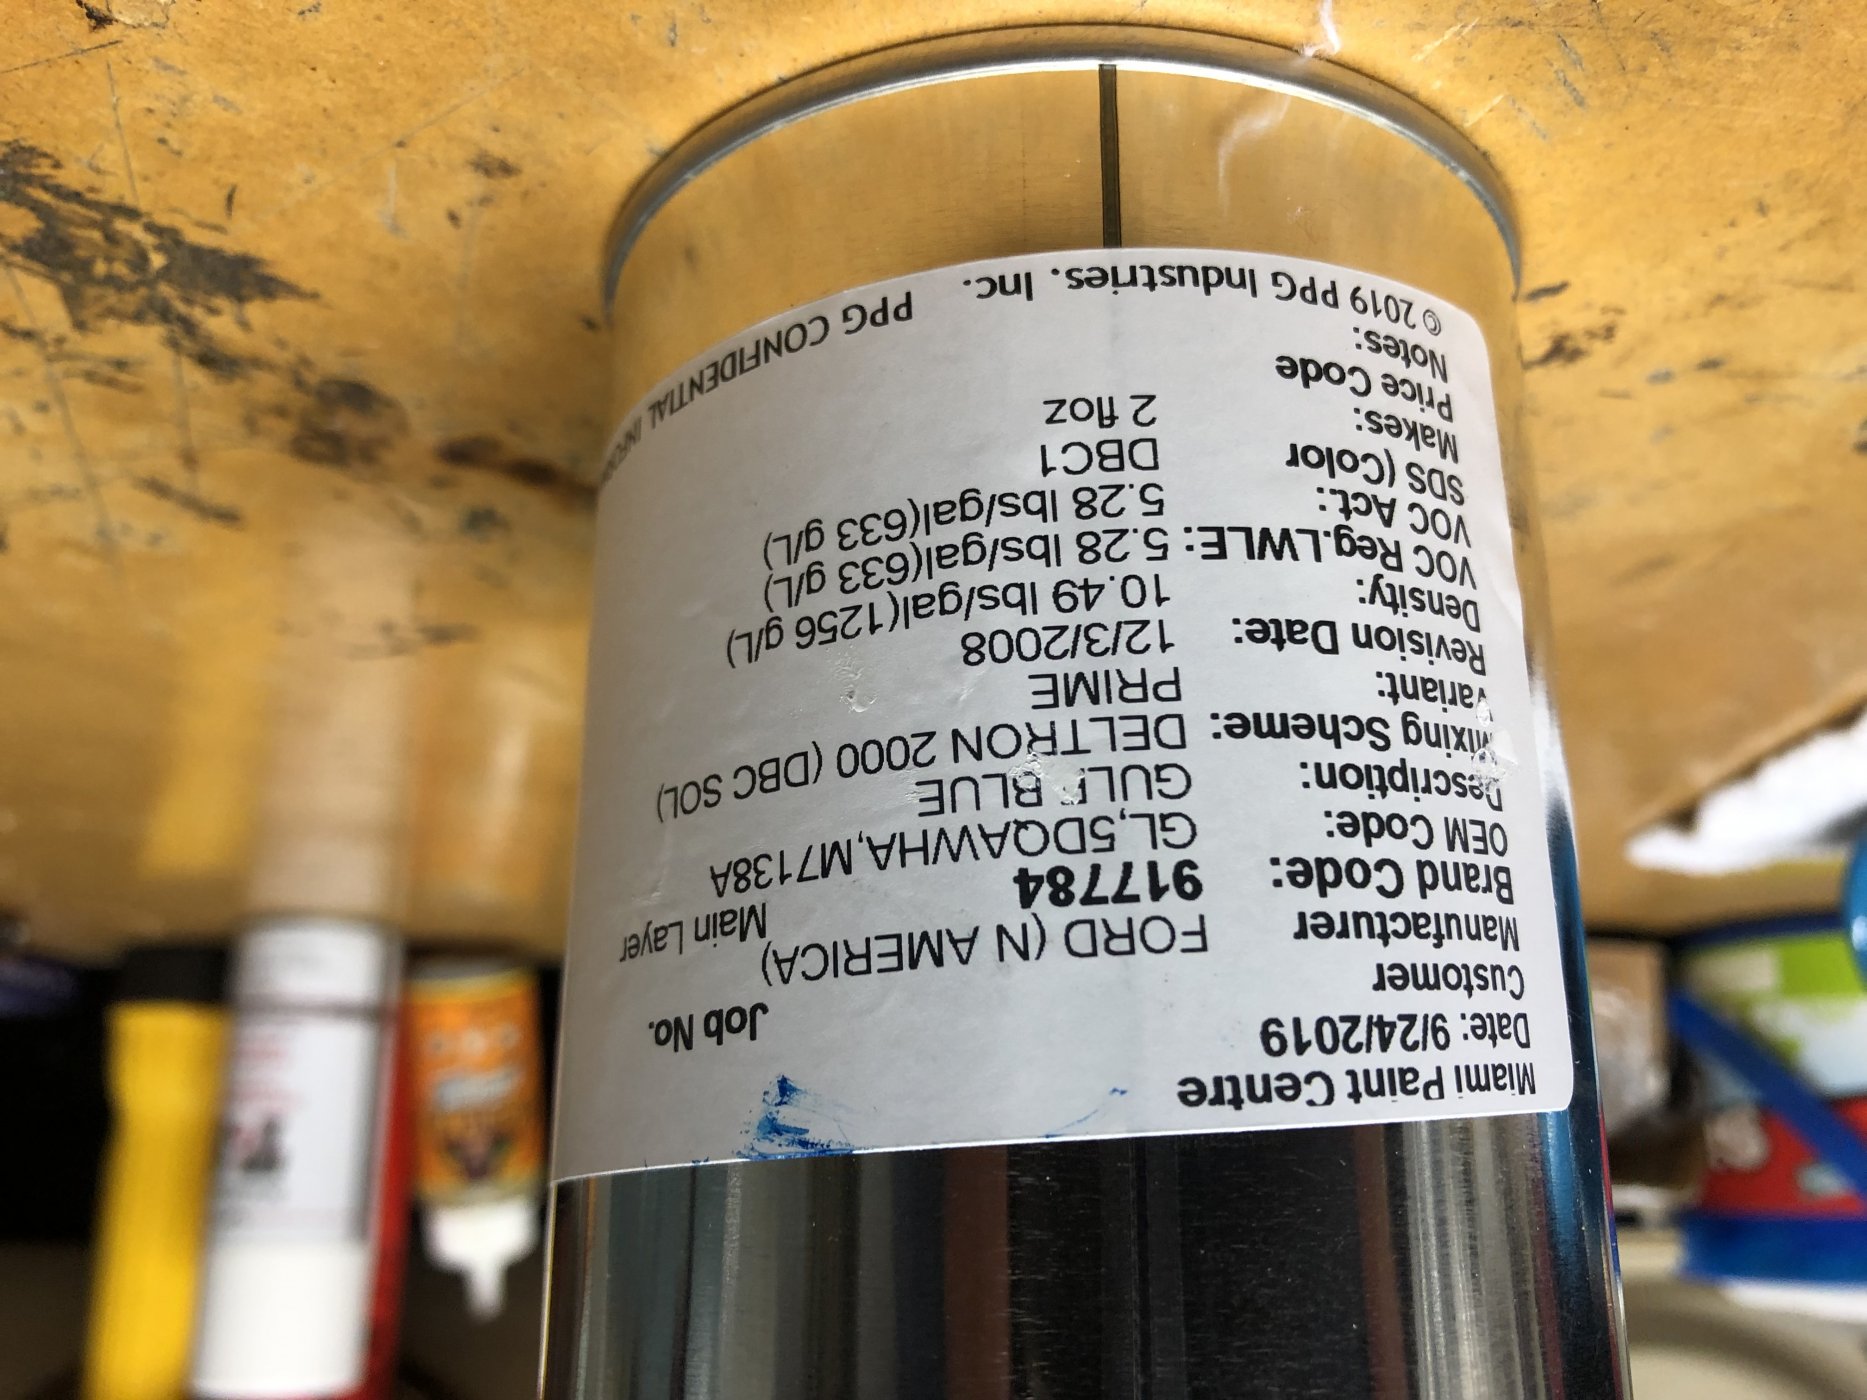 Miami Paint Centre
Date: 9/24/2019 Job No.
Customer
Manufacturer FORD (N AMERICA) Main Layer
Brand Code: 917784
OEM Code: GL,5DQAWHA,M7138A
Description: GULF BLUE
Mixing Scheme: DELTRON 2000 (DBC SOL)
Variant: PRIME
Revision Date: 12/3/2008
Density: 10.49 lbs/gal(1256 g/L)
VOC Reg.LWLE: 5.28 lbs/gal(633 g/L)
VOC Act.: 5.28 lbs/gal(633 g/L)
SDS (Color DBC1
Makes: 2 floz
Price Code
Notes:
© 2019 PPG Industries. Inc. PPG CONFIDENTIAL